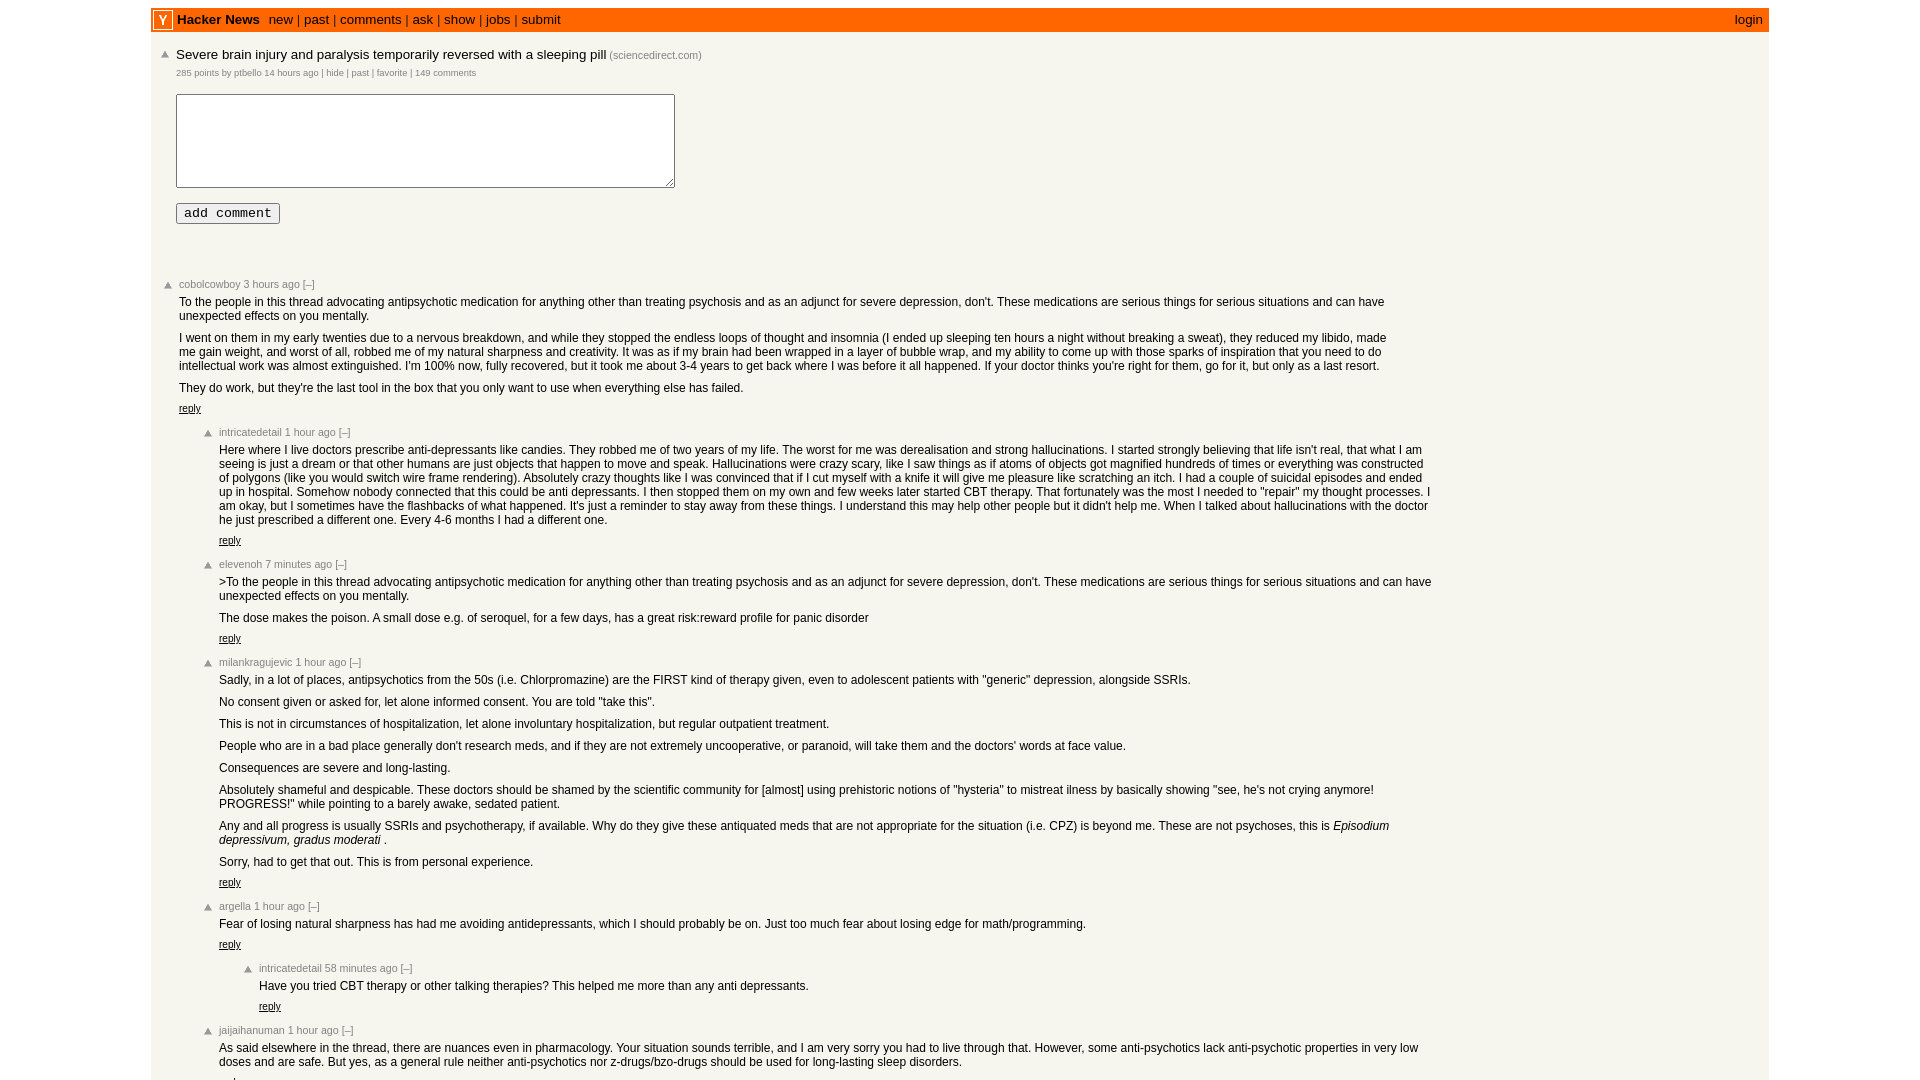 Y Hacker News new | past | comments | ask | show | jobs | submit login
Severe brain injury and paralysis temporarily reversed with a sleeping pill (sciencedirect.com)
285 points by ptbello 14 hours ago | hide | past | favorite | 149 comments
add comment
cobolcowboy 3 hours ago [–]
To the people in this thread advocating antipsychotic medication for anything other than treating psychosis and as an adjunct for severe depression, don't. These medications are serious things for serious situations and can have
unexpected effects on you mentally.
I went on them in my early twenties due to a nervous breakdown, and while they stopped the endless loops of thought and insomnia (I ended up sleeping ten hours a night without breaking a sweat), they reduced my libido, made
me gain weight, and worst of all, robbed me of my natural sharpness and creativity. It was as if my brain had been wrapped in a layer of bubble wrap, and my ability to come up with those sparks of inspiration that you need to do
intellectual work was almost extinguished. I'm 100% now, fully recovered, but it took me about 3-4 years to get back where I was before it all happened. If your doctor thinks you're right for them, go for it, but only as a last resort.
They do work, but they're the last tool in the box that you only want to use when everything else has failed.
reply
intricatedetail 1 hour ago [–]
Here where I live doctors prescribe anti-depressants like candies. They robbed me of two years of my life. The worst for me was derealisation and strong hallucinations. I started strongly believing that life isn't real, that what I am
seeing is just a dream or that other humans are just objects that happen to move and speak. Hallucinations were crazy scary, like I saw things as if atoms of objects got magnified hundreds of times or everything was constructed
of polygons (like you would switch wire frame rendering). Absolutely crazy thoughts like I was convinced that if I cut myself with a knife it will give me pleasure like scratching an itch. I had a couple of suicidal episodes and ended
up in hospital. Somehow nobody connected that this could be anti depressants. I then stopped them on my own and few weeks later started CBT therapy. That fortunately was the most I needed to "repair" my thought processes. I
am okay, but I sometimes have the flashbacks of what happened. It's just a reminder to stay away from these things. I understand this may help other people but it didn't help me. When I talked about hallucinations with the doctor
he just prescribed a different one. Every 4-6 months I had a different one.
reply
elevenoh 7 minutes ago [–]
>To the people in this thread advocating antipsychotic medication for anything other than treating psychosis and as an adjunct for severe depression, don't. These medications are serious things for serious situations and can have
unexpected effects on you mentally.
The dose makes the poison. A small dose e.g. of seroquel, for a few days, has a great risk:reward profile for panic disorder
reply
milankragujevic 1 hour ago [–]
Sadly, in a lot of places, antipsychotics from the 50s (i.e. Chlorpromazine) are the FIRST kind of therapy given, even to adolescent patients with "generic" depression, alongside SSRIs.
No consent given or asked for, let alone informed consent. You are told "take this".
This is not in circumstances of hospitalization, let alone involuntary hospitalization, but regular outpatient treatment.
People who are in a bad place generally don't research meds, and if they are not extremely uncooperative, or paranoid, will take them and the doctors' words at face value.
Consequences are severe and long-lasting.
Absolutely shameful and despicable. These doctors should be shamed by the scientific community for [almost] using prehistoric notions of "hysteria" to mistreat ilness by basically showing "see, he's not crying anymore!
PROGRESS!" while pointing to a barely awake, sedated patient.
Any and all progress is usually SSRIs and psychotherapy, if available. Why do they give these antiquated meds that are not appropriate for the situation (i.e. CPZ) is beyond me. These are not psychoses, this is Episodium
depressivum, gradus moderati .
Sorry, had to get that out. This is from personal experience.
reply
argella 1 hour ago [–]
Fear of losing natural sharpness has had me avoiding antidepressants, which I should probably be on. Just too much fear about losing edge for math/programming.
reply
intricatedetail 58 minutes ago [–]
Have you tried CBT therapy or other talking therapies? This helped me more than any anti depressants.
reply
jaijaihanuman 1 hour ago [–]
As said elsewhere in the thread, there are nuances even in pharmacology. Your situation sounds terrible, and I am very sorry you had to live through that. However, some anti-psychotics lack anti-psychotic properties in very low
doses and are safe. But yes, as a general rule neither anti-psychotics nor z-drugs/bzo-drugs should be used for long-lasting sleep disorders.